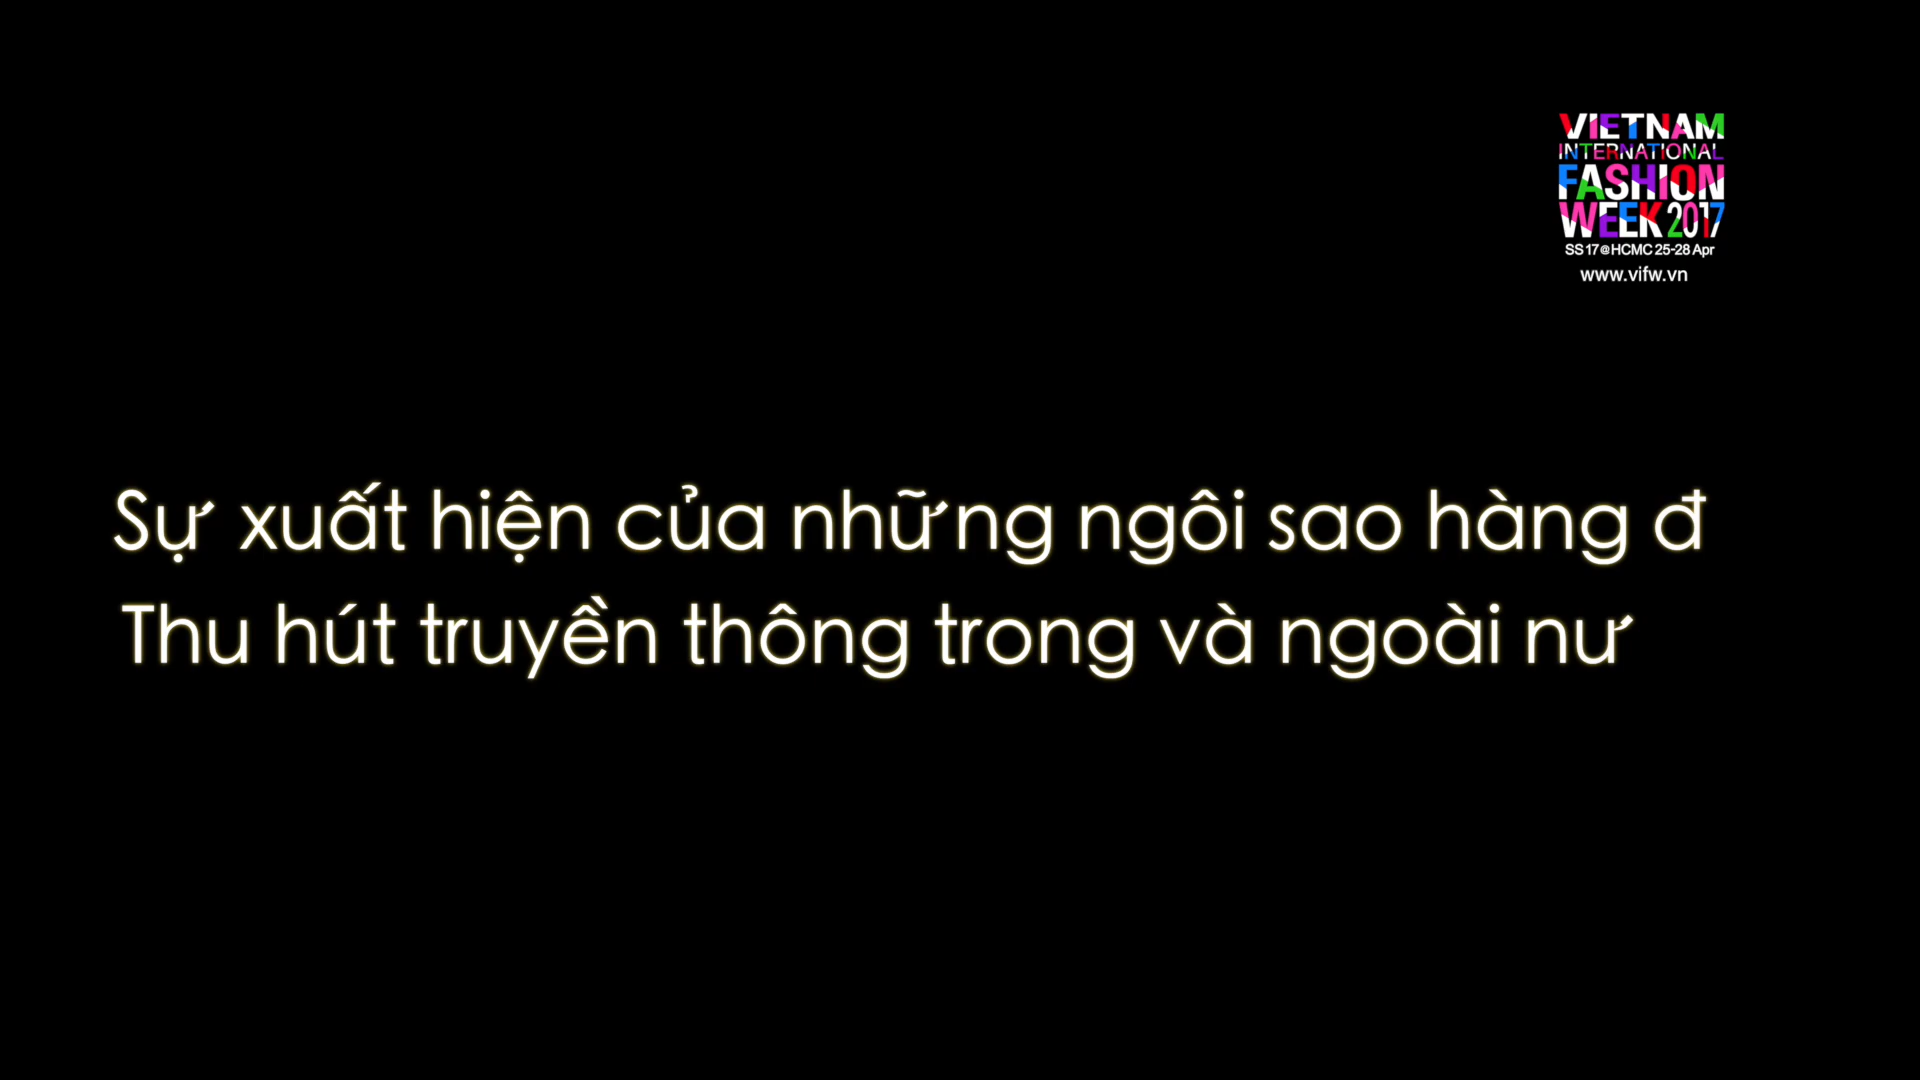 VIETNAM
INTERNATIONAL
FASHION
WEEK 2017
SS 17@HCMC 25-28 Apr
www.vifw.vn
Sự xuất hiện của những ngôi sao hàng đ
Thu hút truyền thông trong và ngoài nư